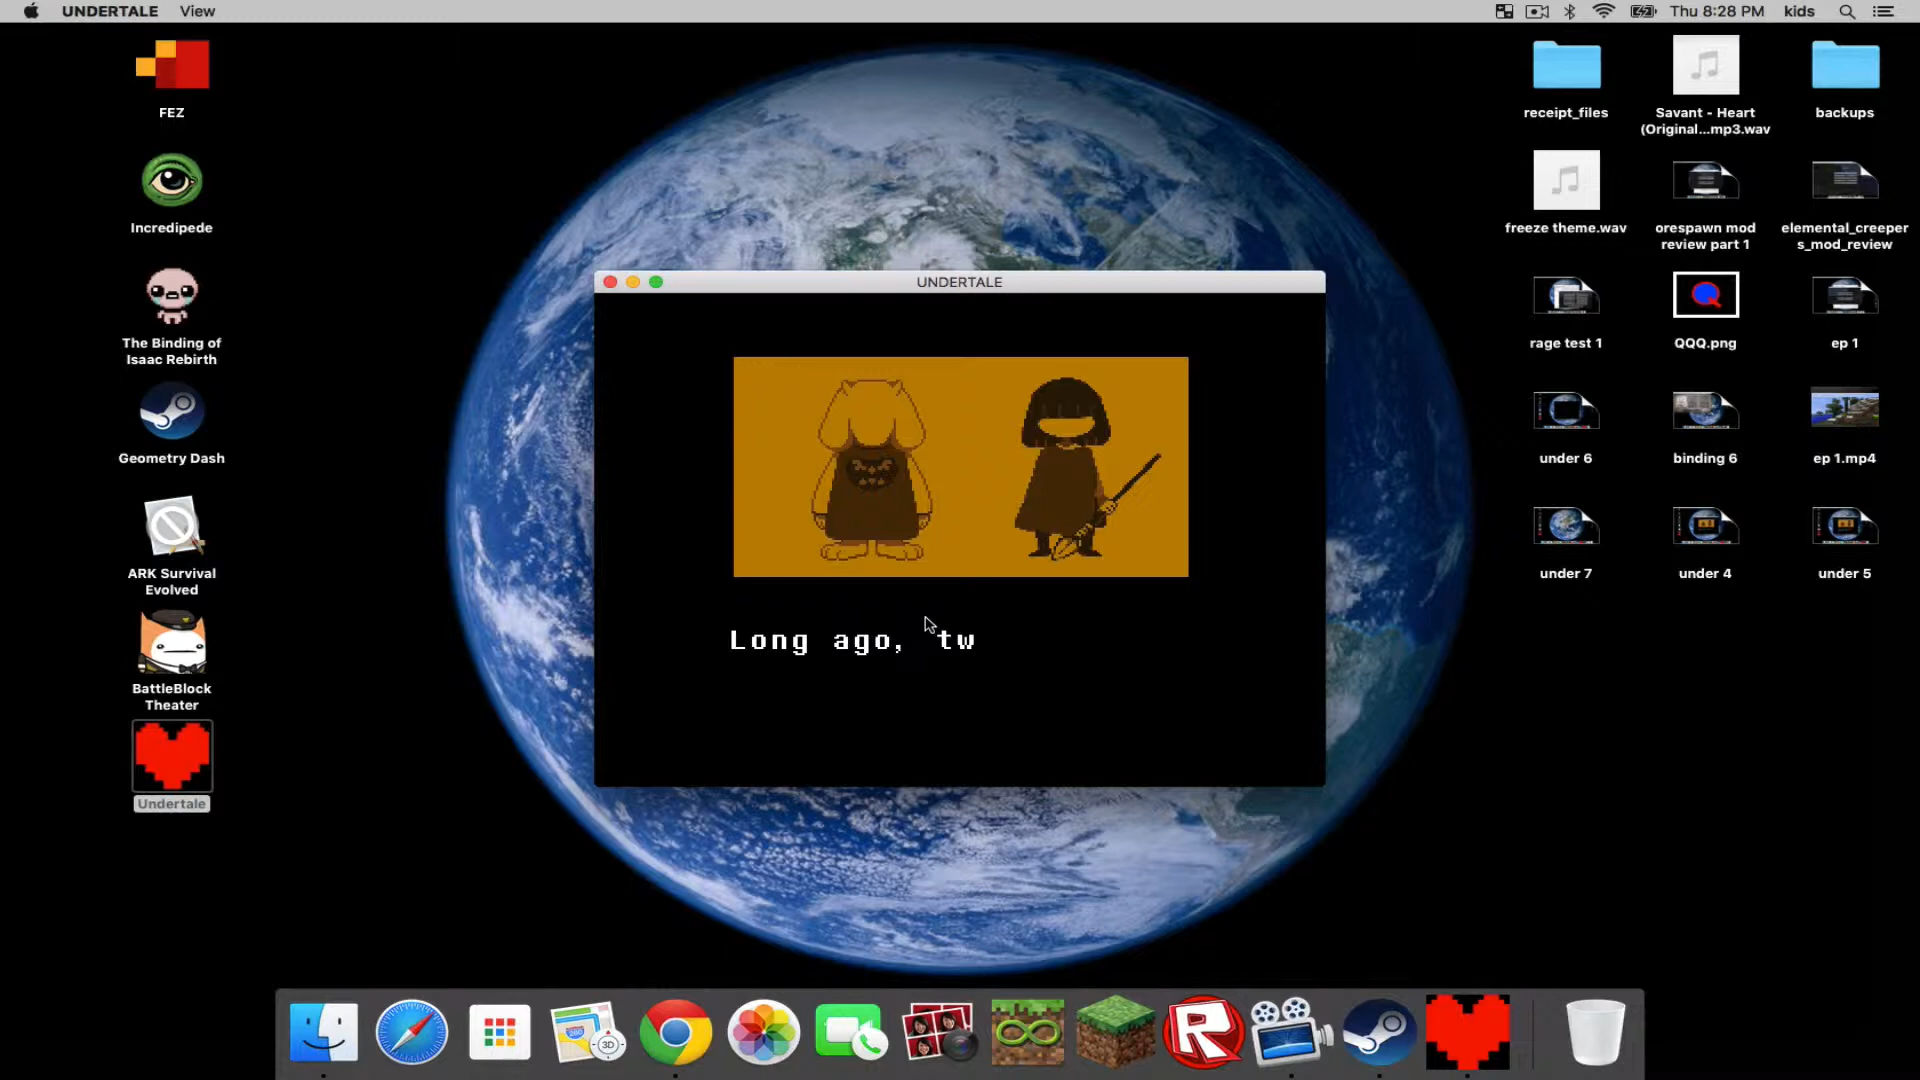 UNDERTALE View
Thu 8:28 PM kids
FEZ
Incredipede
The Binding of
Isaac Rebirth
Geometry Dash
ARK Survival
Evolved
BattleBlock
Theater
Undertale
UNDERTALE
Long ago, tw
receipt_files
Savant - Heart
(Original...mp3.wav
backups
freeze theme.wav
orespawn mod
review part 1
elemental_creeper
s_mod_review
rage test 1
QQQ.png
ep 1
under 6
binding 6
ep 1.mp4
under 7
under 4
under 5
280
3D